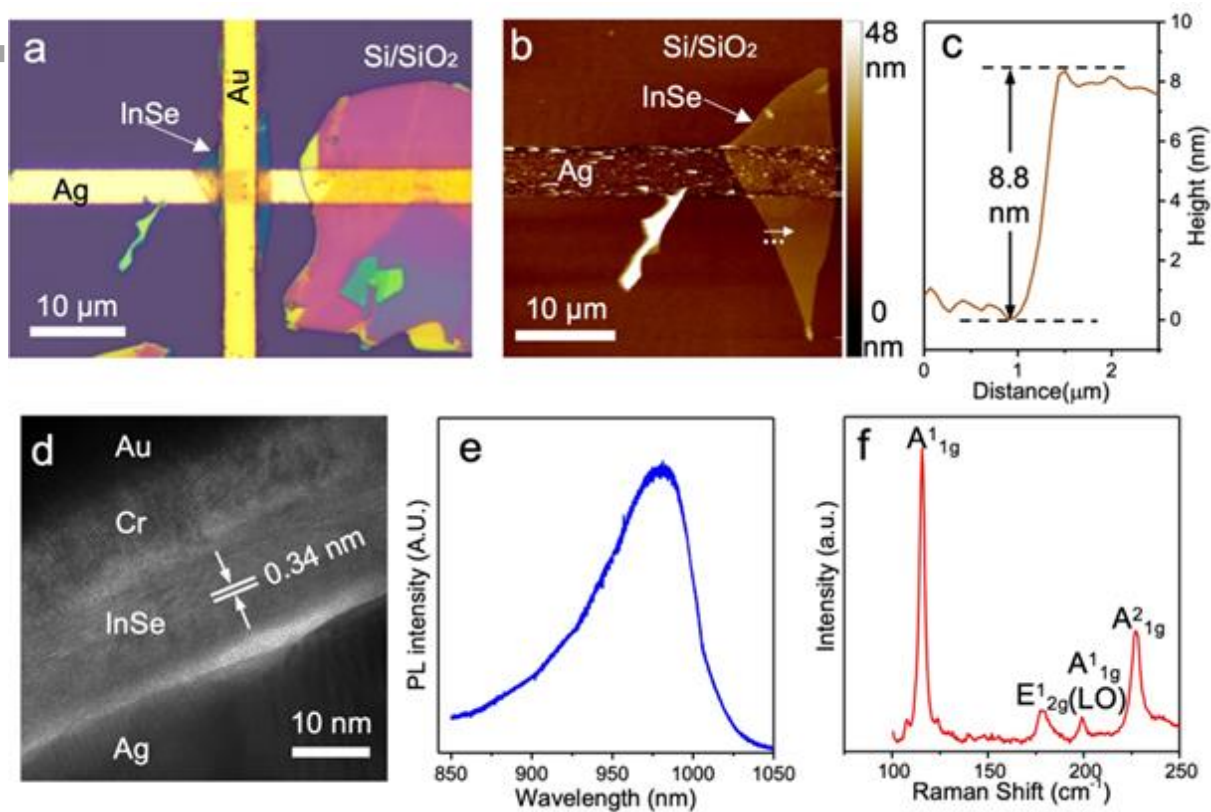 a
Au
Si/SiO₂
InSe
Ag
10 μm
b
Si/SiO₂
InSe
Ag
10 μm
48
nm
0
nm
c
8.8
nm
10
8
6
4
2
0
Height (nm)
0
1
2
Distance(μm)
d
Au
Cr
0.34 nm
InSe
Ag
10 nm
e
PL intensity (A.U.)
850
900
950
1000
1050
Wavelength (nm)
f
A¹₁g
E¹₂g
A¹₁g
(LO)
A²₁g
Intensity (a.u.)
100
150
200
250
Raman Shift (cm⁻¹)